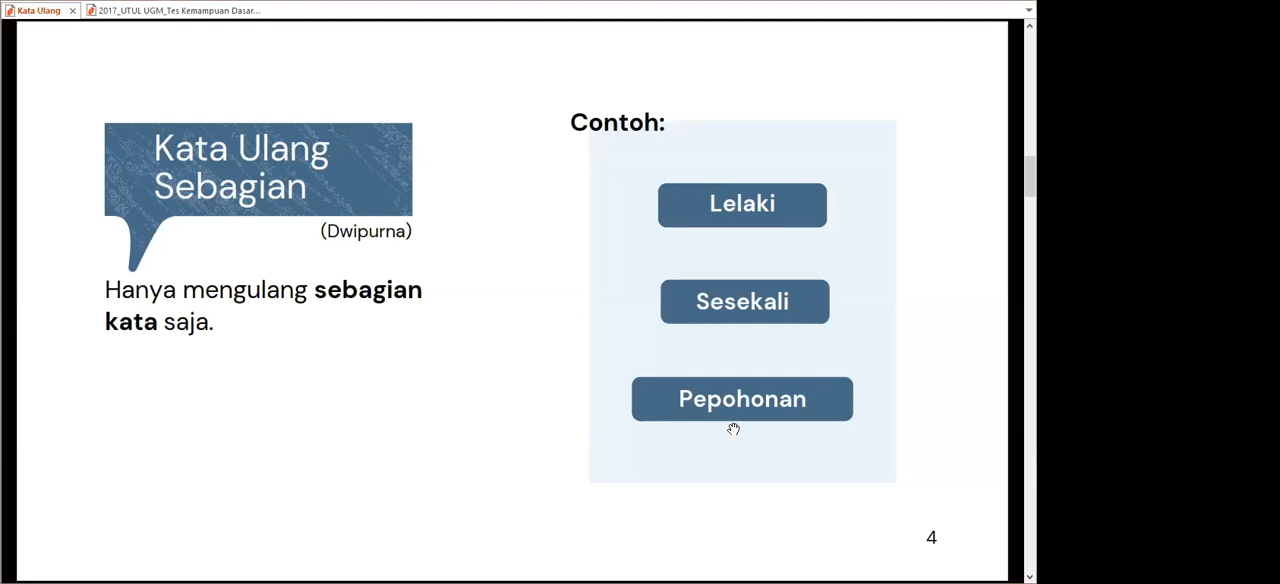 Kata Ulang
2017_UTUL UGM_Tes Kemampuan Dasar...
Kata Ulang
Sebagian
(Dwipurna)
Hanya mengulang sebagian
kata saja.
Contoh:
Lelaki
Sesekali
Pepohonan
4